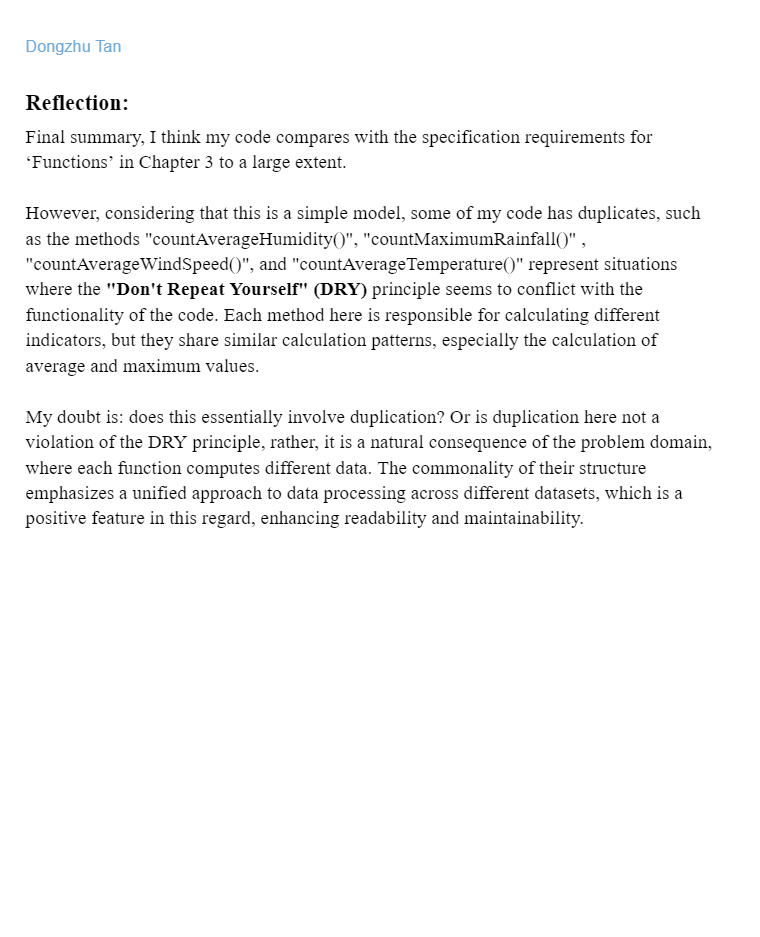 Dongzhu Tan
Reflection:
Final summary, I think my code compares with the specification requirements for
‘Functions’ in Chapter 3 to a large extent.
However, considering that this is a simple model, some of my code has duplicates, such
as the methods "countAverageHumidity()", "countMaximumRainfall()" ,
"countAverageWindSpeed()", and "countAverageTemperature()" represent situations
where the "Don't Repeat Yourself" (DRY) principle seems to conflict with the
functionality of the code. Each method here is responsible for calculating different
indicators, but they share similar calculation patterns, especially the calculation of
average and maximum values.
My doubt is: does this essentially involve duplication? Or is duplication here not a
violation of the DRY principle, rather, it is a natural consequence of the problem domain,
where each function computes different data. The commonality of their structure
emphasizes a unified approach to data processing across different datasets, which is a
positive feature in this regard, enhancing readability and maintainability.